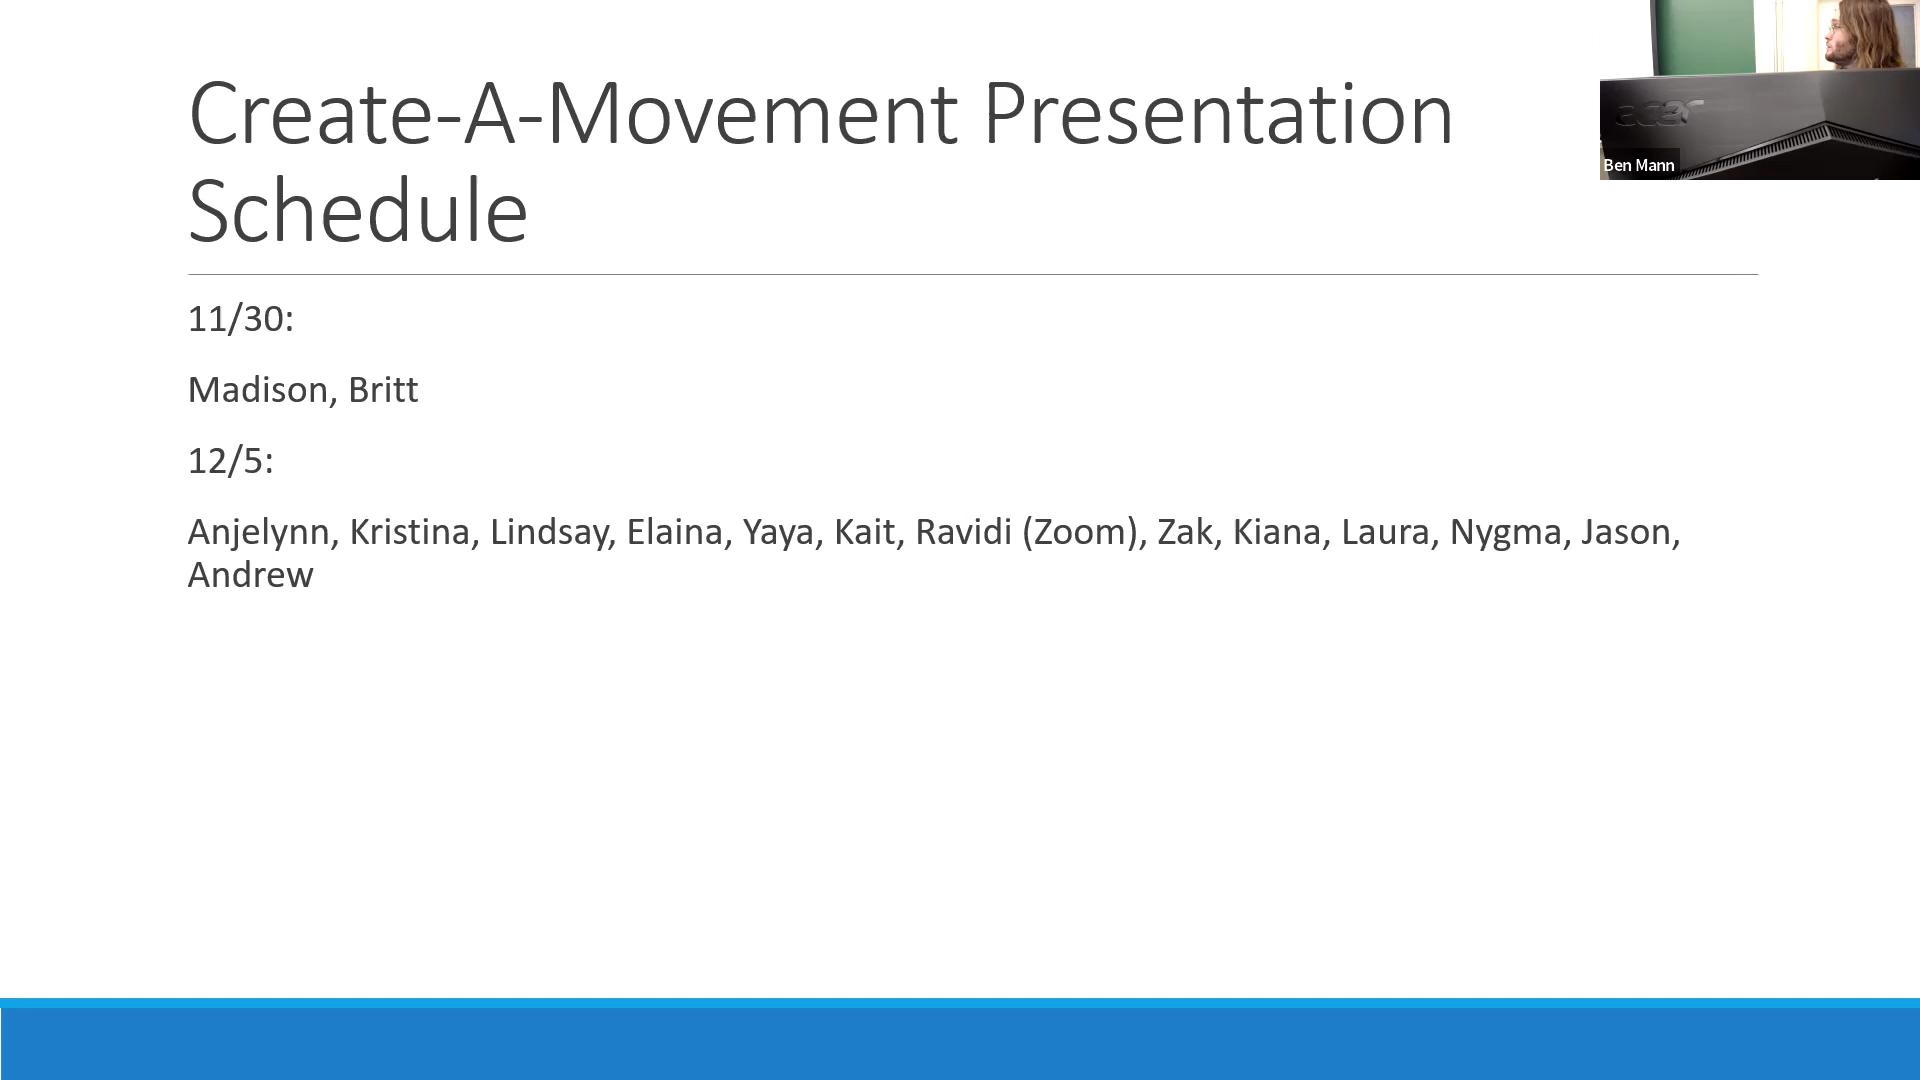 Create-A-Movement Presentation
Schedule
acer
Ben Mann
11/30:
Madison, Britt
12/5:
Anjelynn, Kristina, Lindsay, Elaina, Yaya, Kait, Ravidi (Zoom), Zak, Kiana, Laura, Nygma, Jason,
Andrew